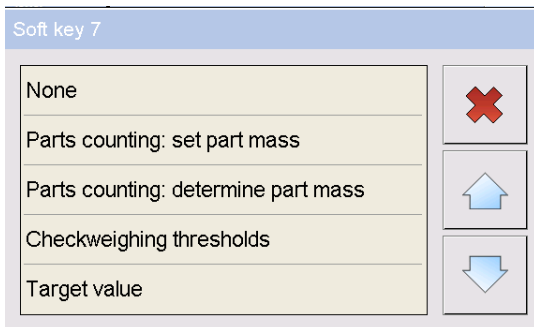 Soft key 7
None
Parts counting: set part mass
Parts counting: determine part mass
Checkweighing thresholds
Target value